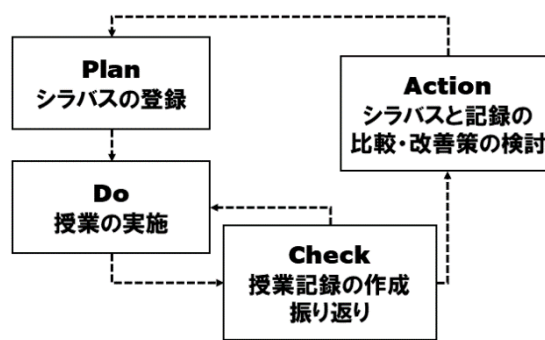 Plan
シラバスの登録
Do
授業の実施
Check
授業記録の作成
振り返り
Action
シラバスと記録の
比較・改善策の検討